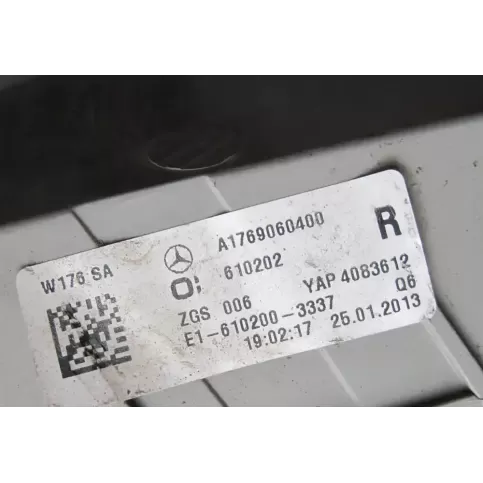 W176 SA
A1769060400
R
610202
ZGS 006 YAP 4083612
E1-610200-3337 Q6
19:02:17 25.01.2013